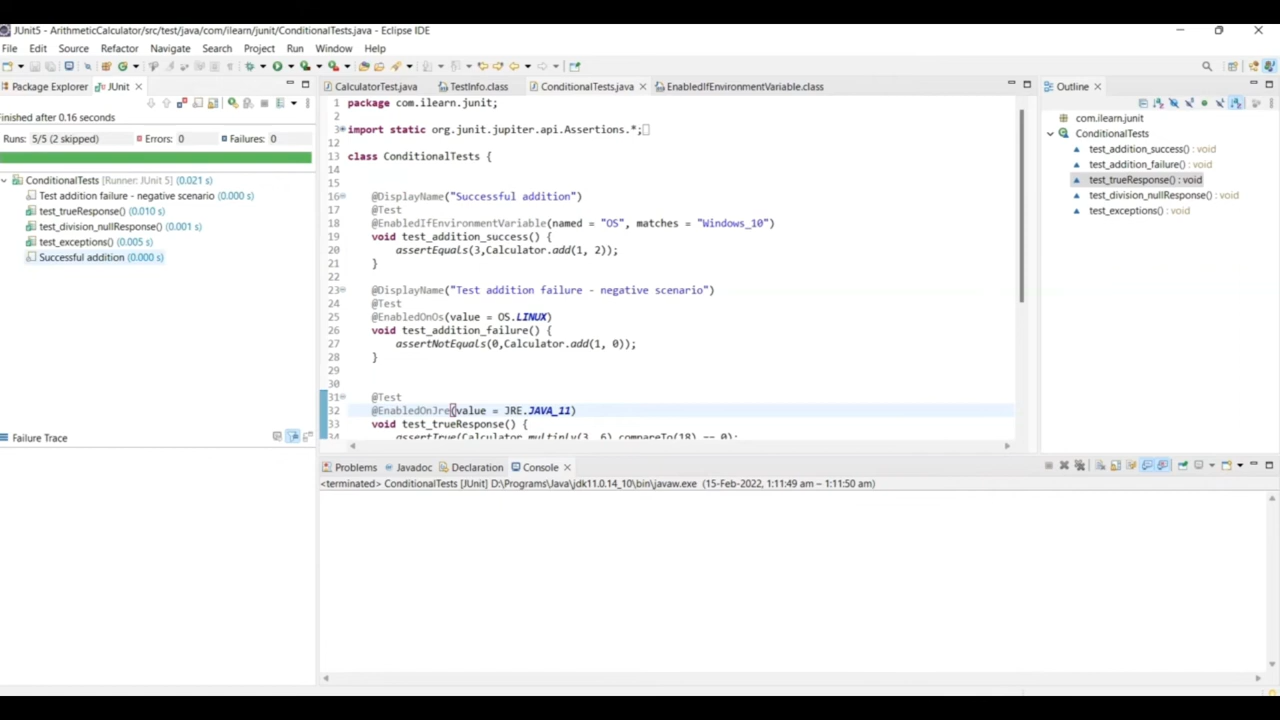 JUnit5 - ArithmeticCalculator/src/test/java/com/ilearn/junit/ConditionalTests.java - Eclipse IDE
File Edit Source Refactor Navigate Search Project Run Window Help
Package Explorer JUnit
Finished after 0.16 seconds
Runs: 5/5 (2 skipped) Errors: 0 Failures: 0
ConditionalTests [Runner: JUnit 5] (0.021 s)
Test addition failure - negative scenario (0.000 s)
test_trueResponse() (0.010 s)
test_division_nullResponse() (0.001 s)
test_exceptions() (0.005 s)
Successful addition (0.000 s)
Failure Trace
CalculatorTest.java TestInfo.class ConditionalTests.java EnabledIfEnvironmentVariable.class
1 package com.ilearn.junit;
2
3 import static org.junit.jupiter.api.Assertions.*;
12
13 class ConditionalTests {
14
15
16 @DisplayName("Successful addition")
17 @Test
18 @EnabledIfEnvironmentVariable(named = "OS", matches = "Windows_10")
19 void test_addition_success() {
20 assertEquals(3,Calculator.add(1, 2));
21 }
22
23 @DisplayName("Test addition failure - negative scenario")
24 @Test
25 @EnabledOnOs(value = OS.LINUX)
26 void test_addition_failure() {
27 assertNotEquals(0,Calculator.add(1, 0));
28 }
29
30
31 @Test
32 @EnabledOnJre(value = JRE.JAVA_11)
33 void test_trueResponse() {
34 assertTrue(Calculator.multiply(3, 6).compareTo(18) == 0);
Outline
com.ilearn.junit
ConditionalTests
test_addition_success() : void
test_addition_failure() : void
test_trueResponse() : void
test_division_nullResponse() : void
test_exceptions() : void
Problems Javadoc Declaration Console
<terminated> ConditionalTests [JUnit] D:\Programs\Java\jdk11.0.14_10\bin\javaw.exe (15-Feb-2022, 1:11:49 am – 1:11:50 am)